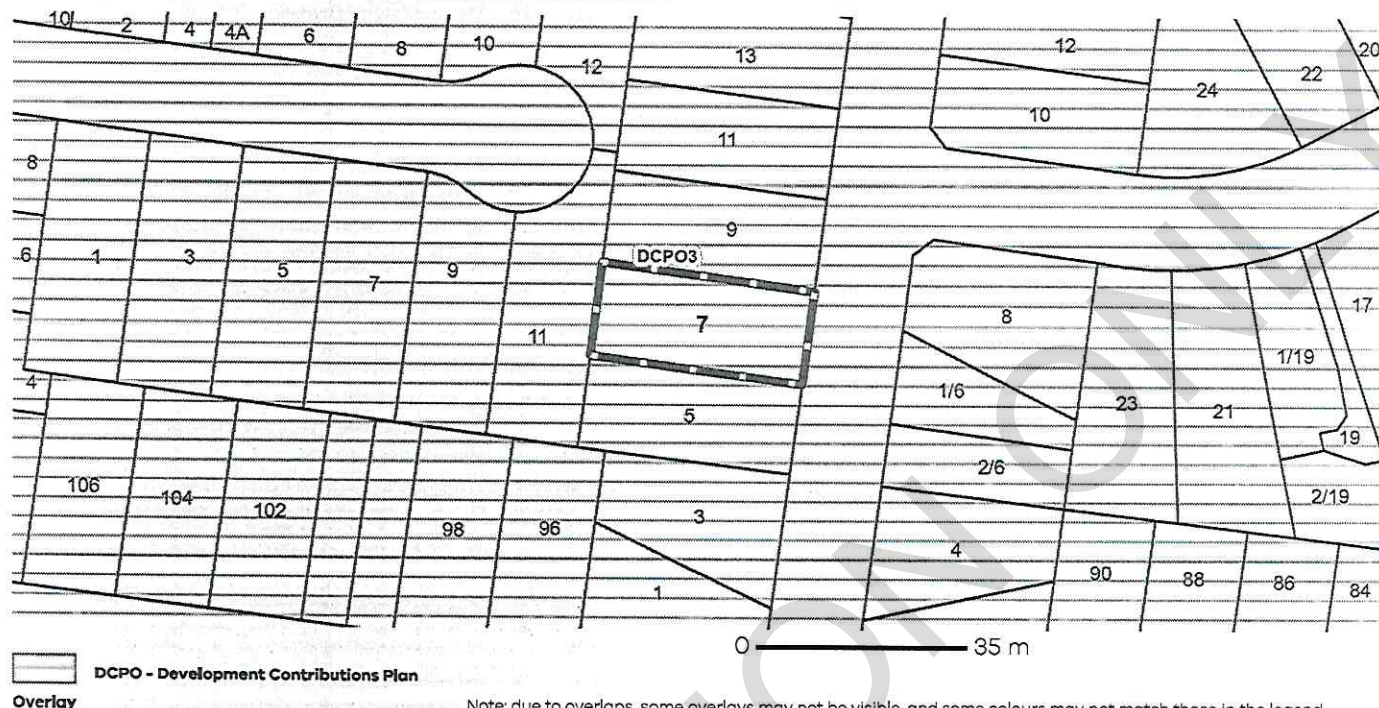 10 2 4 4A 6 8 10 12 13 12 24 22 20
10
11
8 9
6 1 3 5 7 9 DCPO3 17
8
11 7 1/19
4 1/6
5 23 21
19
2/6
106 104 102 98 96 3 2/19
4 90 88 86 84
1
0 35 m
DCPO - Development Contributions Plan
Overlay
Note: due to overlaps, some overlays may not be visible, and some colours may not match those in the legend
ON ONLY